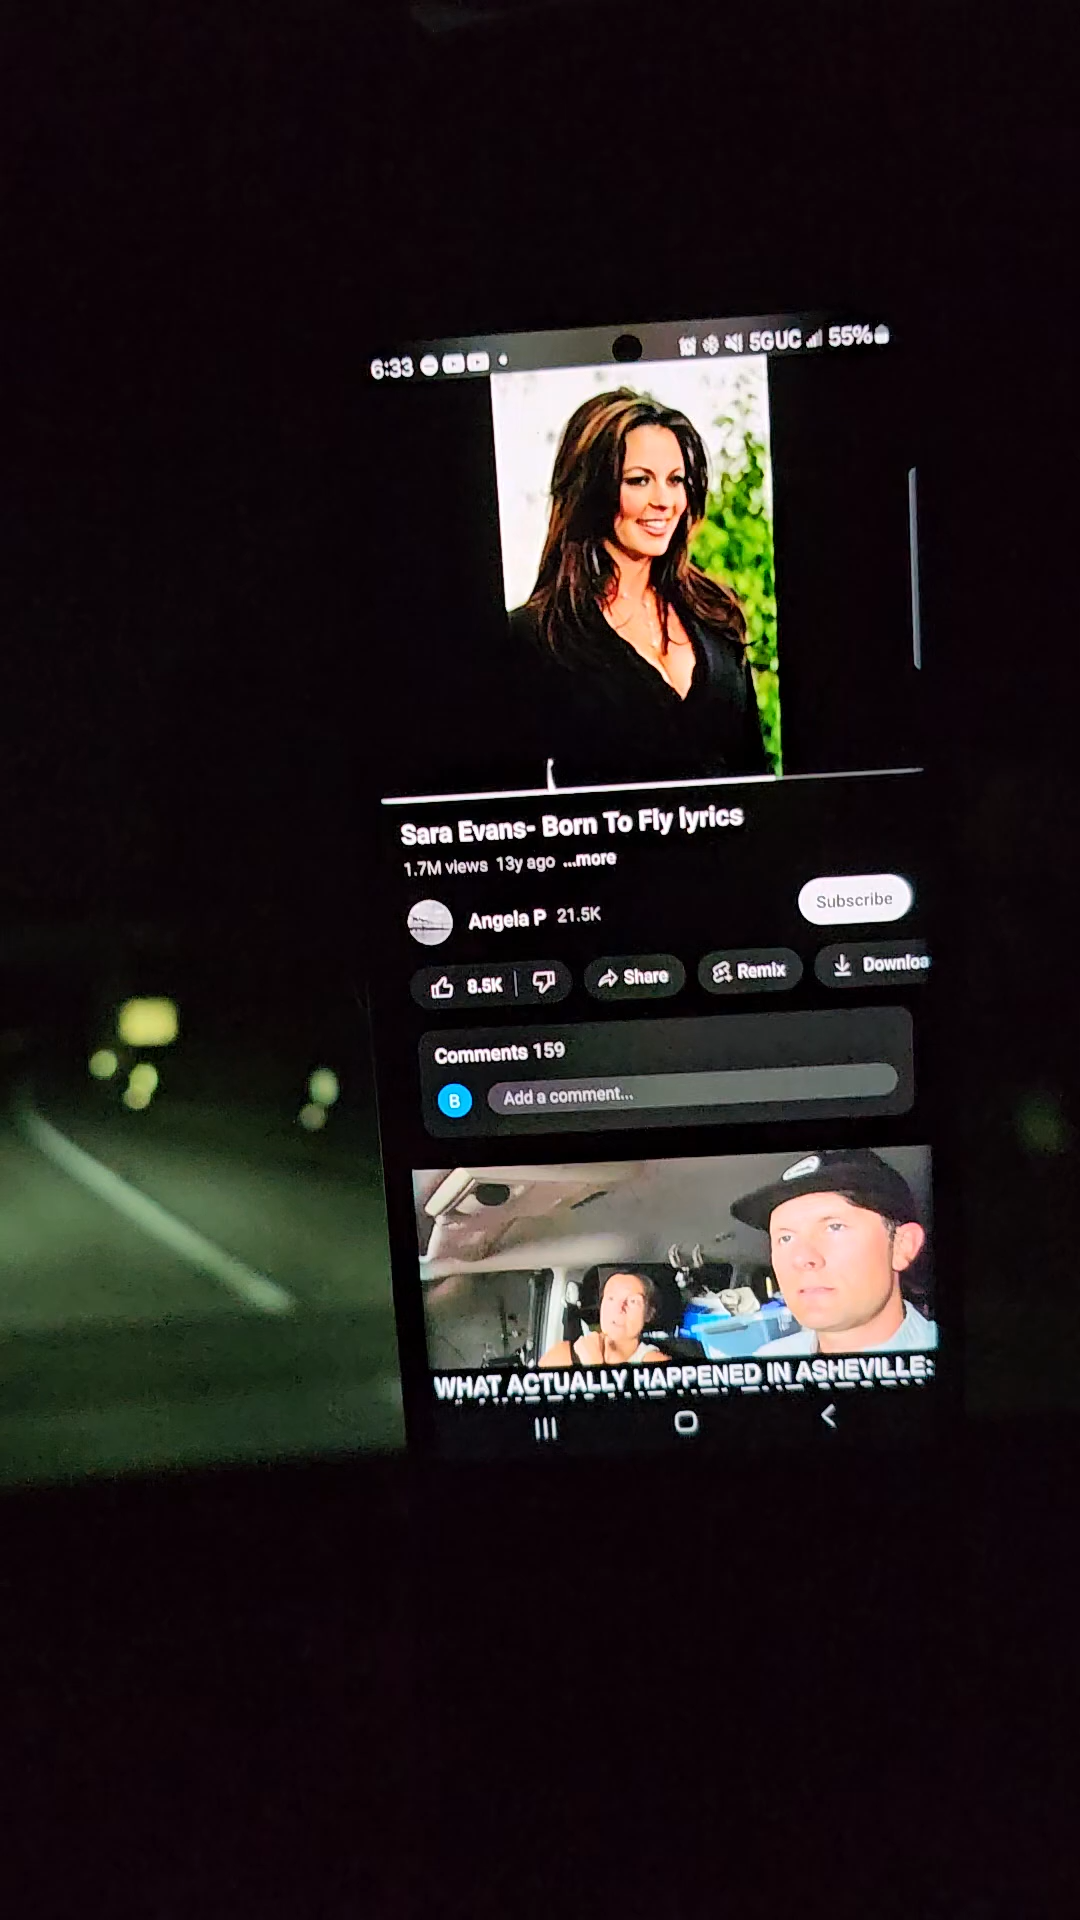 6:33 5GUC 55%
Sara Evans- Born To Fly lyrics
1.7M views 13y ago ...more
Angela P 21.5K Subscribe
8.5K Share Remix Downloa
Comments 159
B Add a comment...
WHAT ACTUALLY HAPPENED IN ASHEVILLE: